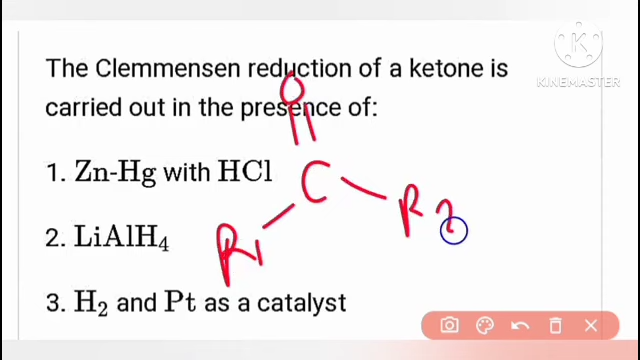 The Clemmensen reduction of a ketone is
carried out in the presence of:
1. Zn-Hg with HCl
2. LiAlH₄
3. H₂ and Pt as a catalyst
O
C
R₁
R₂
K
KINEMASTER